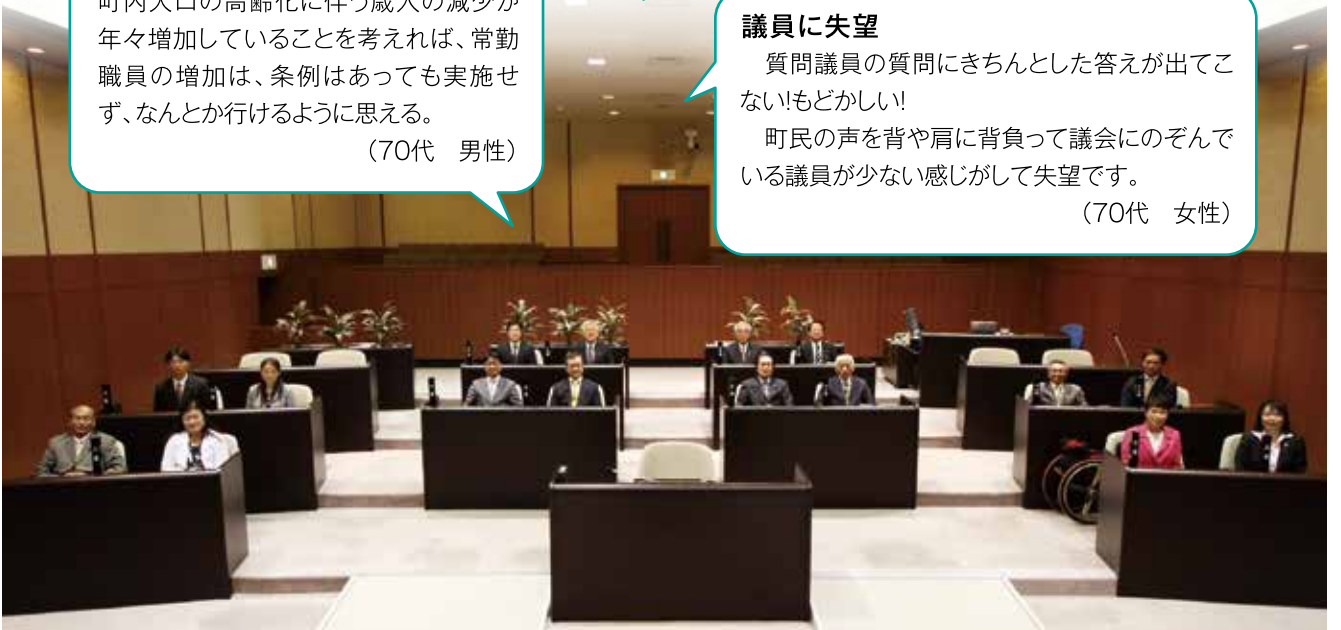 町内人口の高齢化に伴う歳入の減少が
年々増加していることを考えれば、常勤
職員の増加は、条例はあっても実施せ
ず、なんとか行けるように思える。
（70代　男性）
議員に失望
　質問議員の質問にきちんとした答えが出てこ
ない!もどかしい!
　町民の声を背や肩に背負って議会にのぞんで
いる議員が少ない感じがして失望です。
（70代　女性）